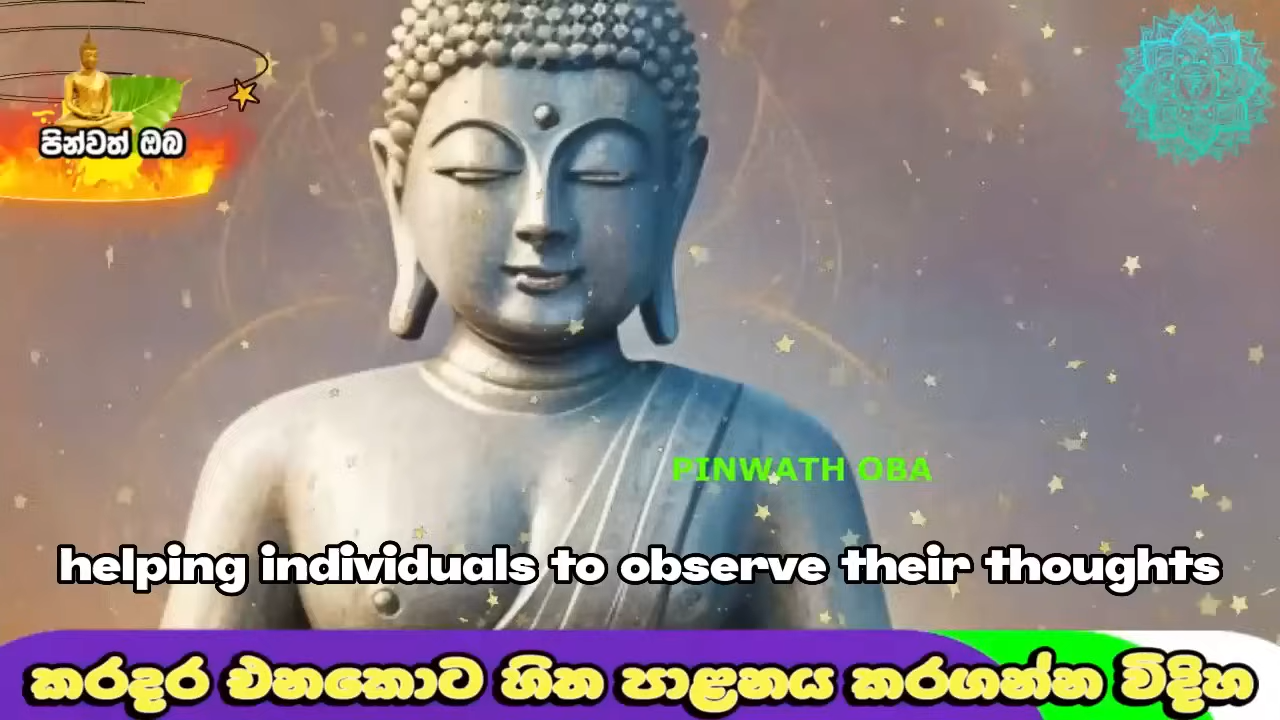 පින්වත් ඔබ
PINWATH OBA
helping individuals to observe their thoughts
කරදර එනකොට හිත පාළනය කරගන්න විදිහ